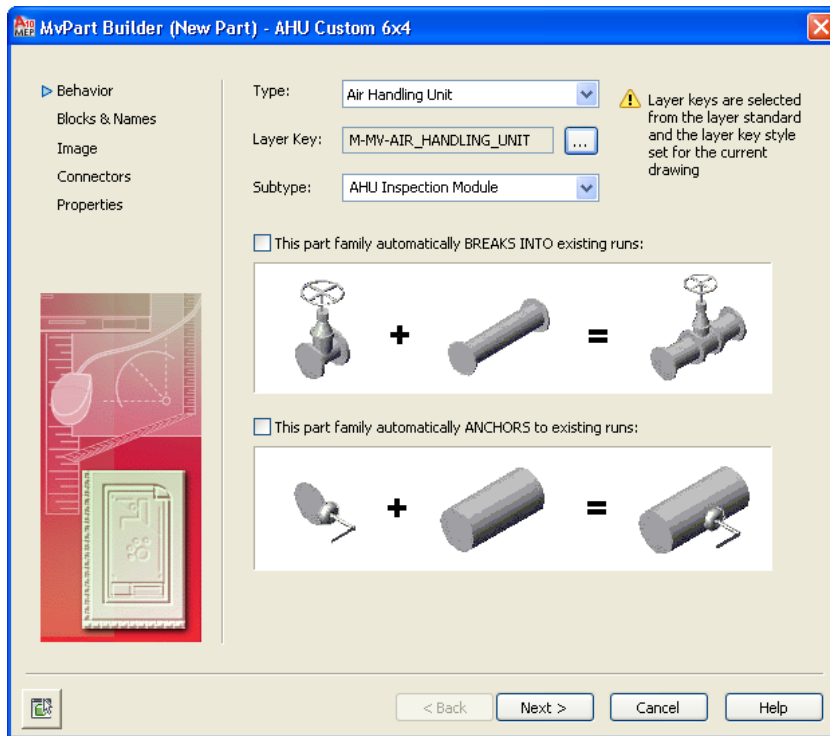 A10
MEP
MvPart Builder (New Part) - AHU Custom 6x4
Behavior
Blocks & Names
Image
Connectors
Properties
Type:
Air Handling Unit
Layer Key:
M-MV-AIR_HANDLING_UNIT
...
Subtype:
AHU Inspection Module
Layer keys are selected
from the layer standard
and the layer key style
set for the current
drawing
This part family automatically BREAKS INTO existing runs:
+
=
This part family automatically ANCHORS to existing runs:
+
=
< Back
Next >
Cancel
Help